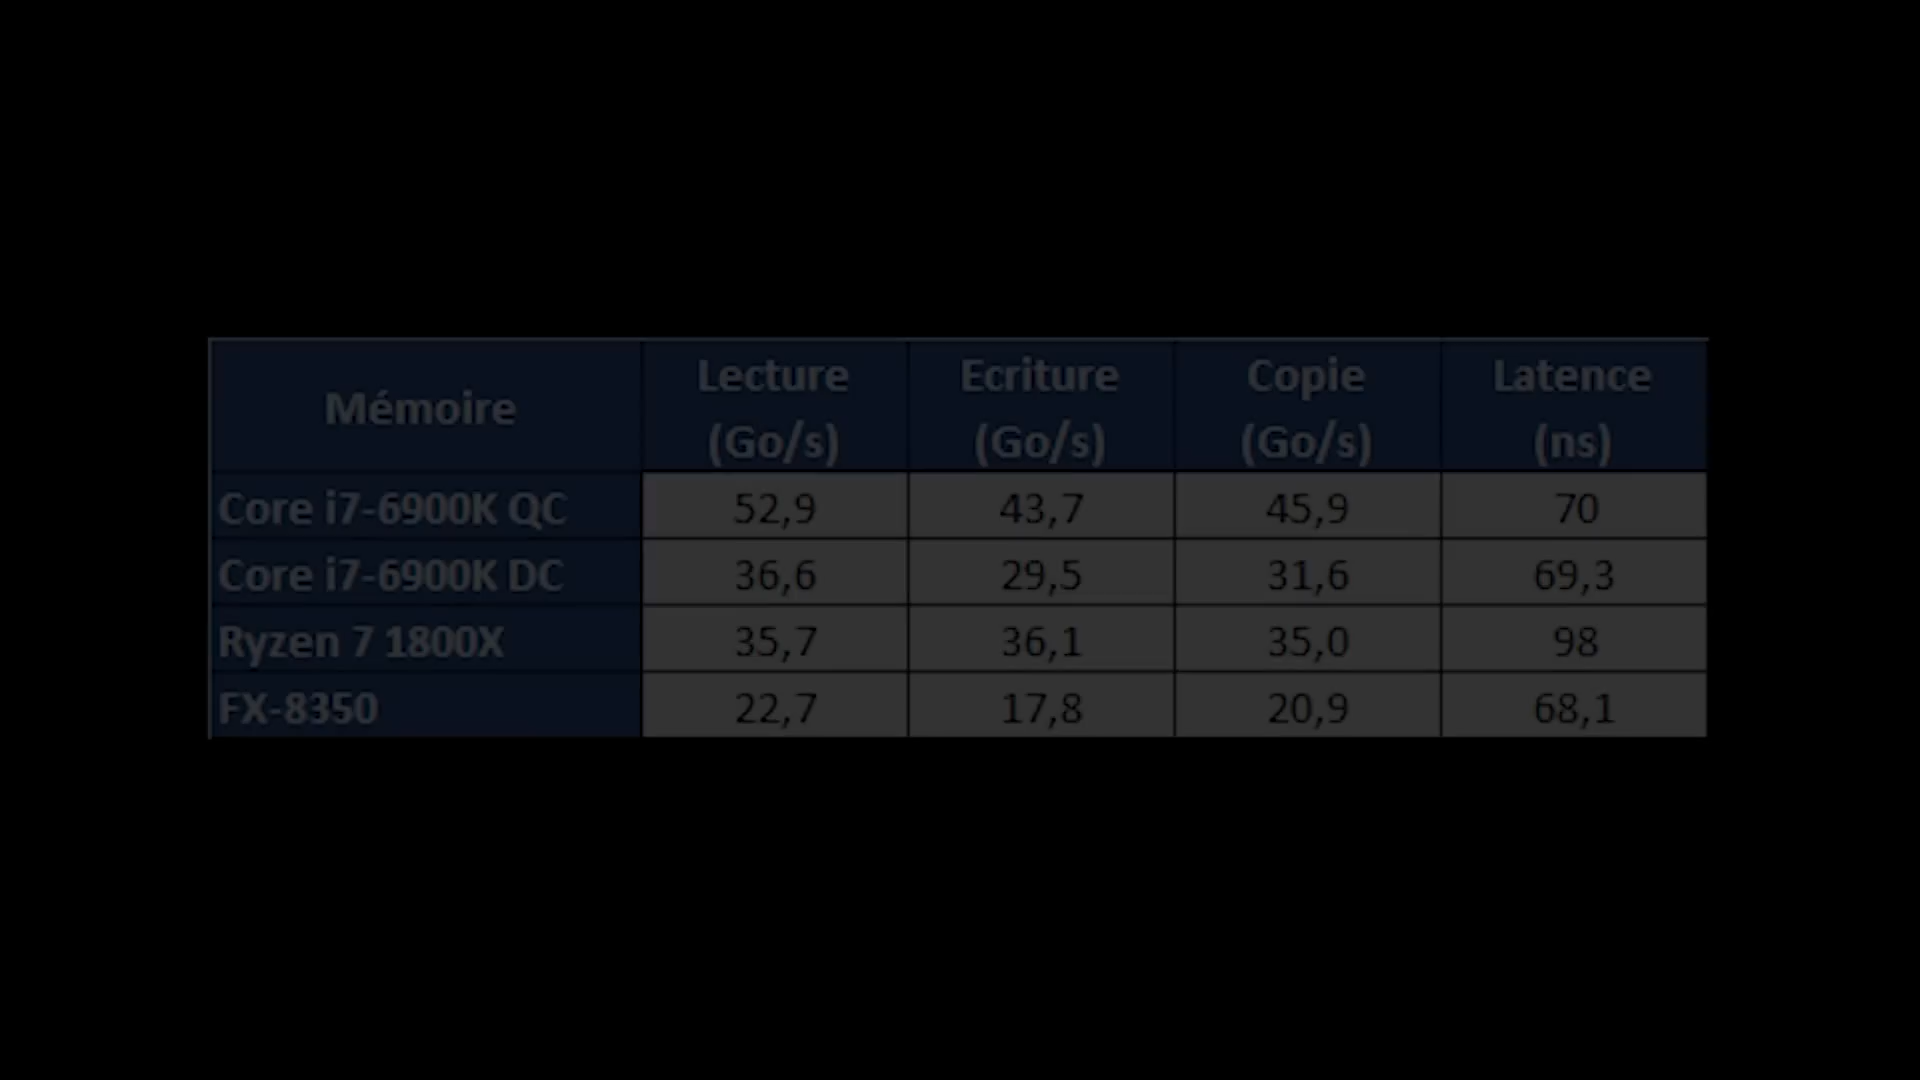 Mémoire Lecture (Go/s) Ecriture (Go/s) Copie (Go/s) Latence (ns)
Core i7-6900K QC 52,9 43,7 45,9 70
Core i7-6900K DC 36,6 29,5 31,6 69,3
Ryzen 7 1800X 35,7 36,1 35,0 98
FX-8350 22,7 17,8 20,9 68,1